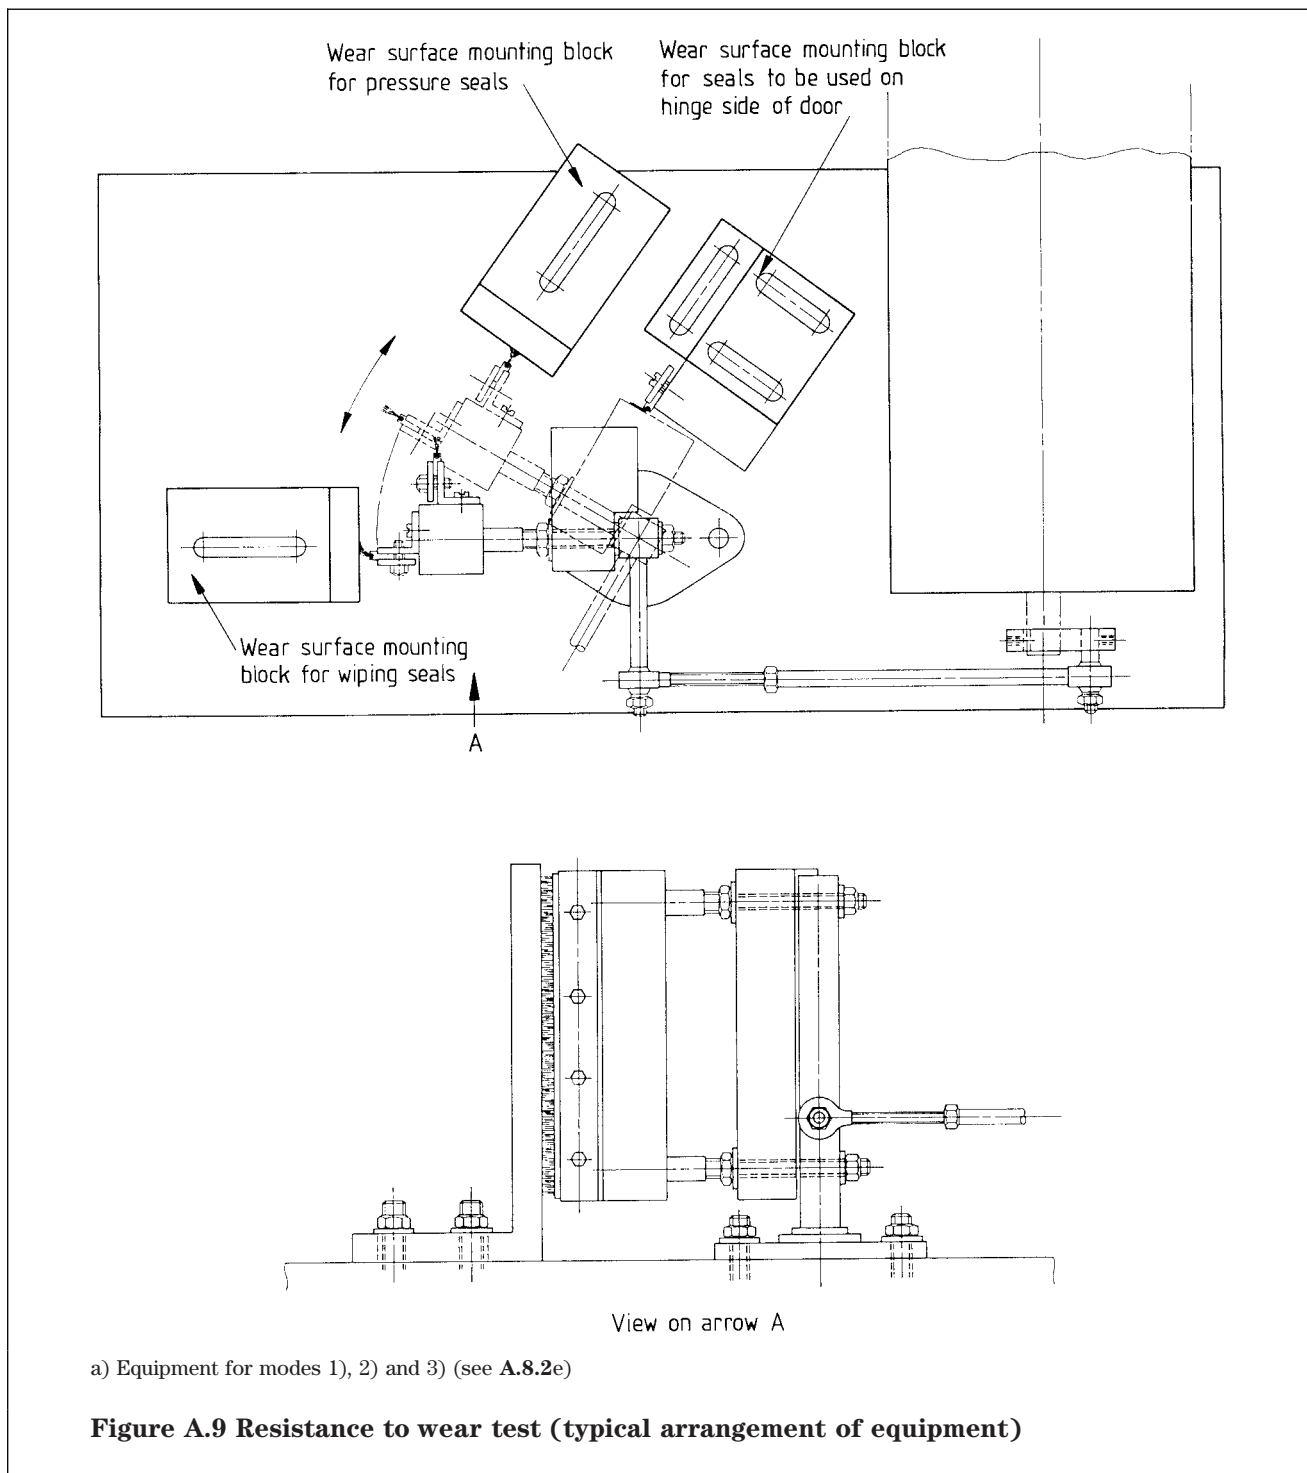 Wear surface mounting block
for pressure seals
Wear surface mounting block
for seals to be used on
hinge side of door
Wear surface mounting
block for wiping seals
A
View on arrow A
a) Equipment for modes 1), 2) and 3) (see A.8.2e)
Figure A.9 Resistance to wear test (typical arrangement of equipment)